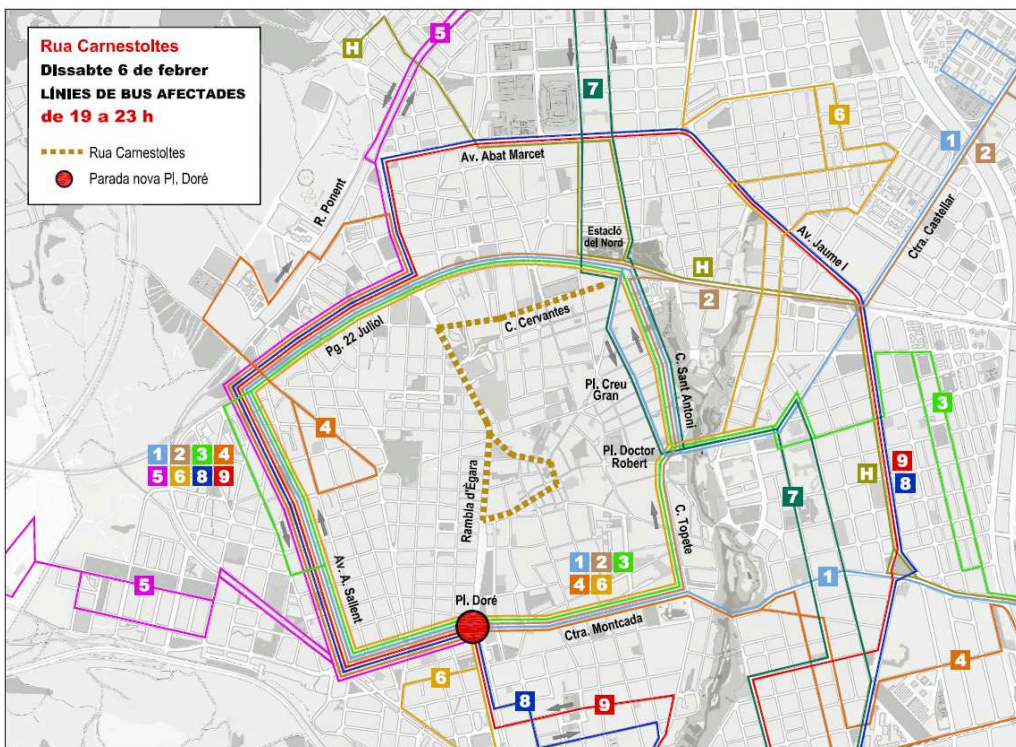 Rua Carnestoltes
Dissabte 6 de febrer
LÍNIES DE BUS AFECTADES
de 19 a 23 h
Rua Carnestoltes
Parada nova Pl. Doré
5
H
7
6
1
2
Av. Abat Marcet
R. Ponent
Estació
del Nord
Av. Jaume I
Ctra. Castellar
H
2
Pg. 22 Juliol
C. Cervantes
Pl. Creu
Gran
C. Sant Antoni
3
4
Pl. Doctor
Robert
1 2 3 4
5 6 8 9
Rambla d'Ègara
9
8
H
7
C. Topete
5
Av. A. Sallent
1 2 3
4 6
1
Pl. Doré
Ctra. Montcada
4
6
8
9